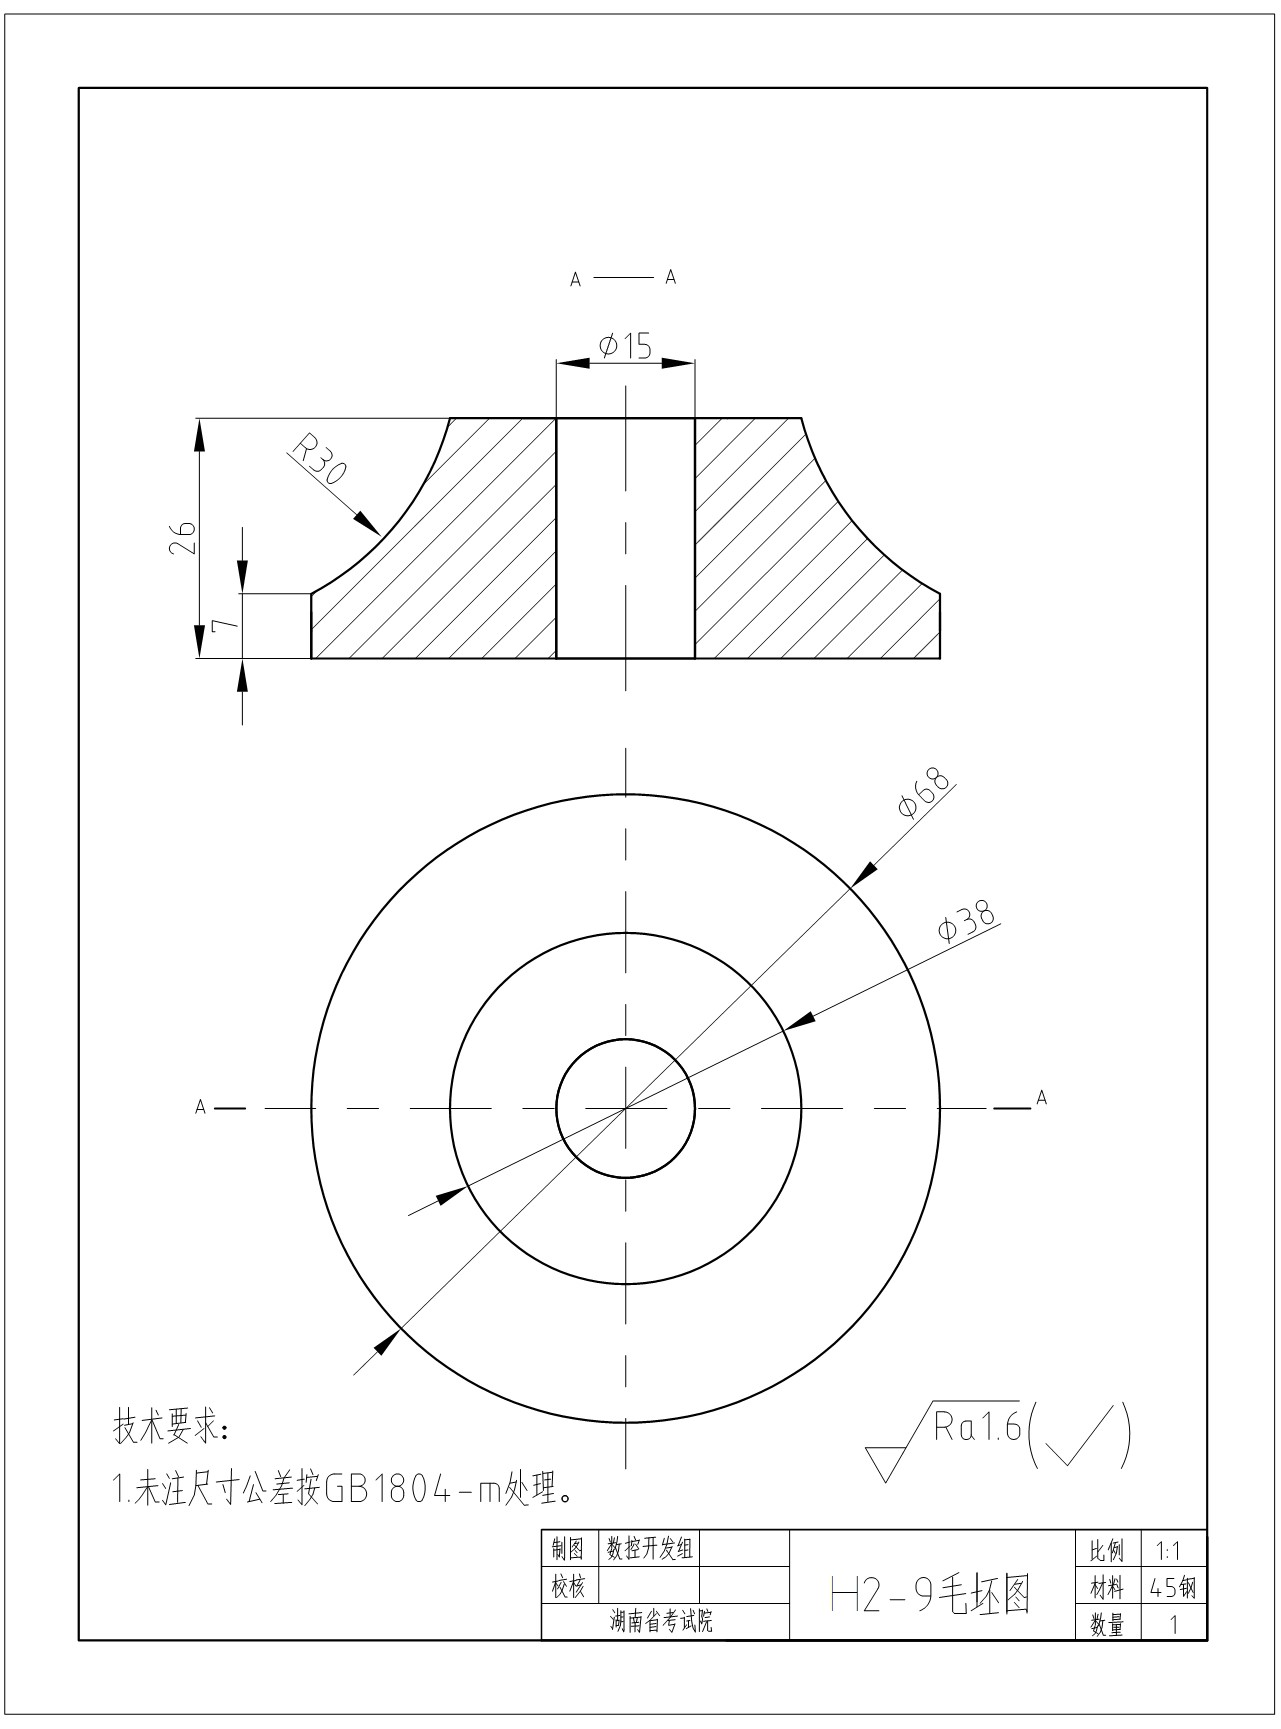 A — A
φ15
R30
26
7
φ68
φ38
A
A
技术要求:
Ra1.6(✓)
1.未注尺寸公差按GB1804-m处理。
制图 数控开发组
校核
湖南省考试院
H2-9毛坯图
比例 1:1
材料 45钢
数量 1